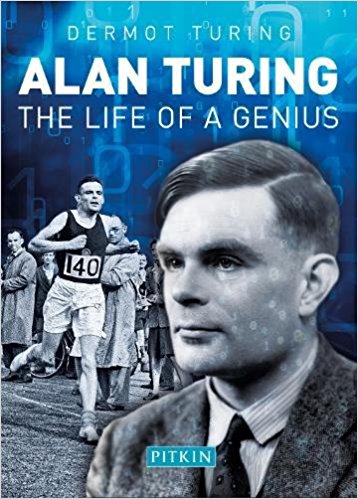 DERMOT TURING
ALAN TURING
THE LIFE OF A GENIUS
140
PITKIN